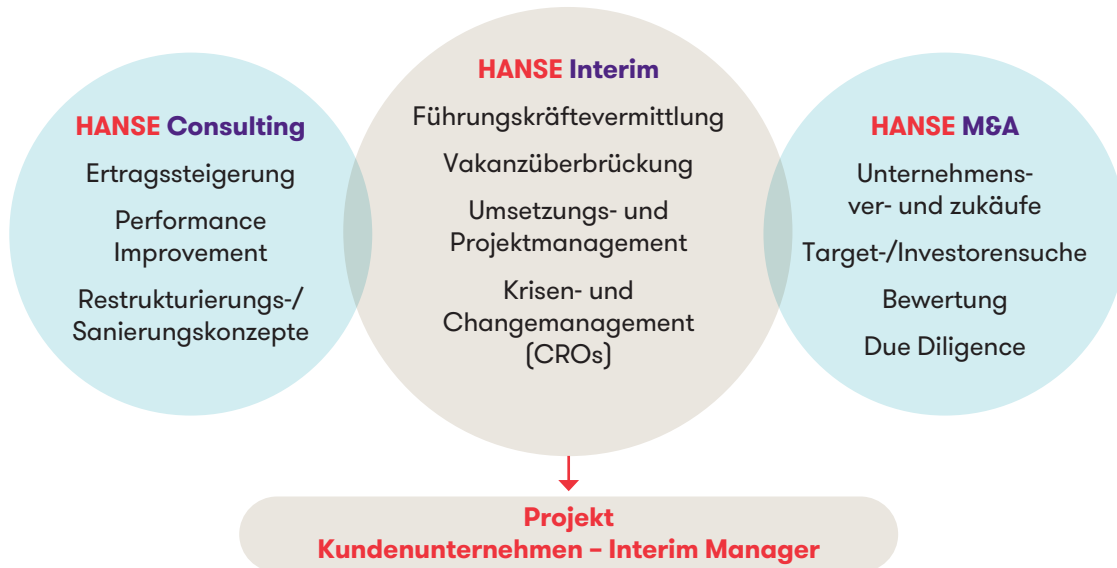 HANSE Consulting
Ertragssteigerung
Performance
Improvement
Restrukturierungs-/
Sanierungskonzepte
HANSE Interim
Führungskräftevermittlung
Vakanzüberbrückung
Umsetzungs- und
Projektmanagement
Krisen- und
Changemanagement
(CROs)
HANSE M&A
Unternehmens-
ver- und zukäufe
Target-/Investorensuche
Bewertung
Due Diligence
Projekt
Kundenunternehmen – Interim Manager